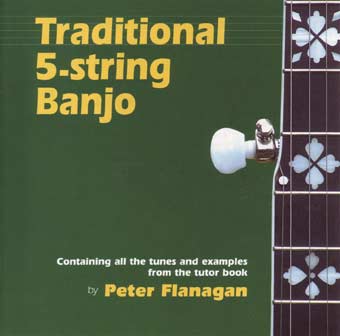 Traditional
5-string
Banjo
Containing all the tunes and examples
from the tutor book
by Peter Flanagan